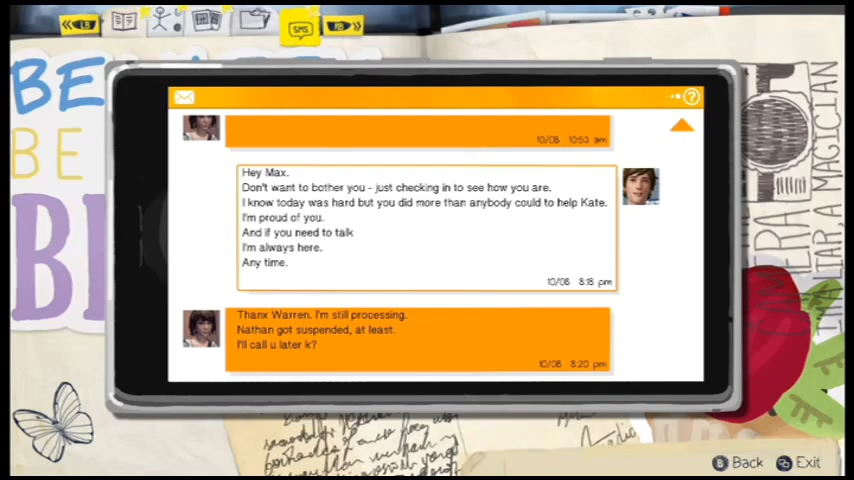 LB
SMS
RB
BE
BE
10/08 10:53 am
Hey Max.
Don't want to bother you - just checking in to see how you are.
I know today was hard but you did more than anybody could to help Kate.
I'm proud of you.
And if you need to talk
I'm always here.
Any time.
10/08 8:18 pm
Thanx Warren. I'm still processing.
Nathan got suspended, at least.
I'll call u later k?
10/08 8:20 pm
CAMERA
I'M A LIAR, A MAGICIAN
B Back
Exit